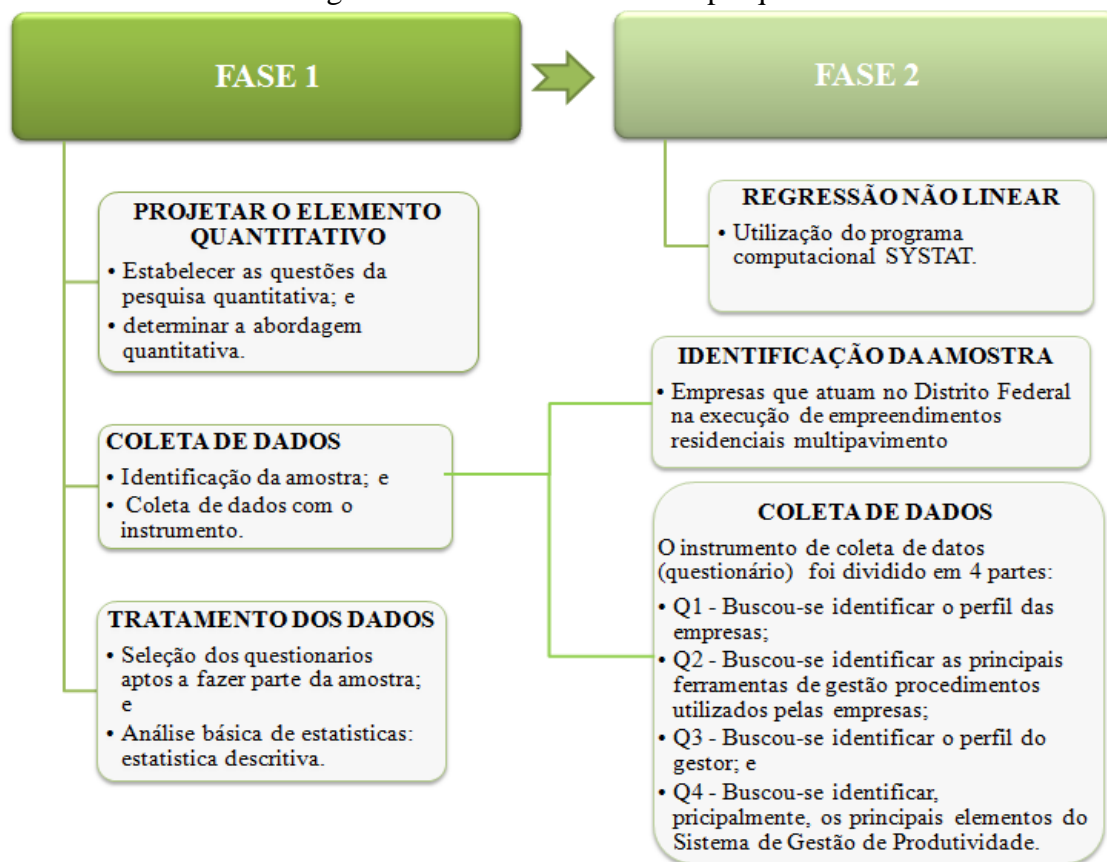 FASE 1
PROJETAR O ELEMENTO
QUANTITATIVO
• Estabelecer as questões da
pesquisa quantitativa; e
• determinar a abordagem
quantitativa.
COLETA DE DADOS
• Identificação da amostra; e
• Coleta de dados com o
instrumento.
TRATAMENTO DOS DADOS
• Seleção dos questionarios
aptos a fazer parte da amostra;
e
• Análise básica de estatisticas:
estatistica descritiva.
FASE 2
REGRESSÃO NÃO LINEAR
• Utilização do programa
computacional SYSTAT.
IDENTIFICAÇÃO DA AMOSTRA
• Empresas que atuam no Distrito Federal
na execução de empreendimentos
residenciais multipavimento
COLETA DE DADOS
O instrumento de coleta de datos
(questionário) foi dividido em 4 partes:
• Q1 - Buscou-se identificar o perfil das
empresas;
• Q2 - Buscou-se identificar as principais
ferramentas de gestão procedimentos
utilizados pelas empresas;
• Q3 - Buscou-se identificar o perfil do
gestor; e
• Q4 - Buscou-se identificar,
pricipalmente, os principais elementos do
Sistema de Gestão de Produtividade.